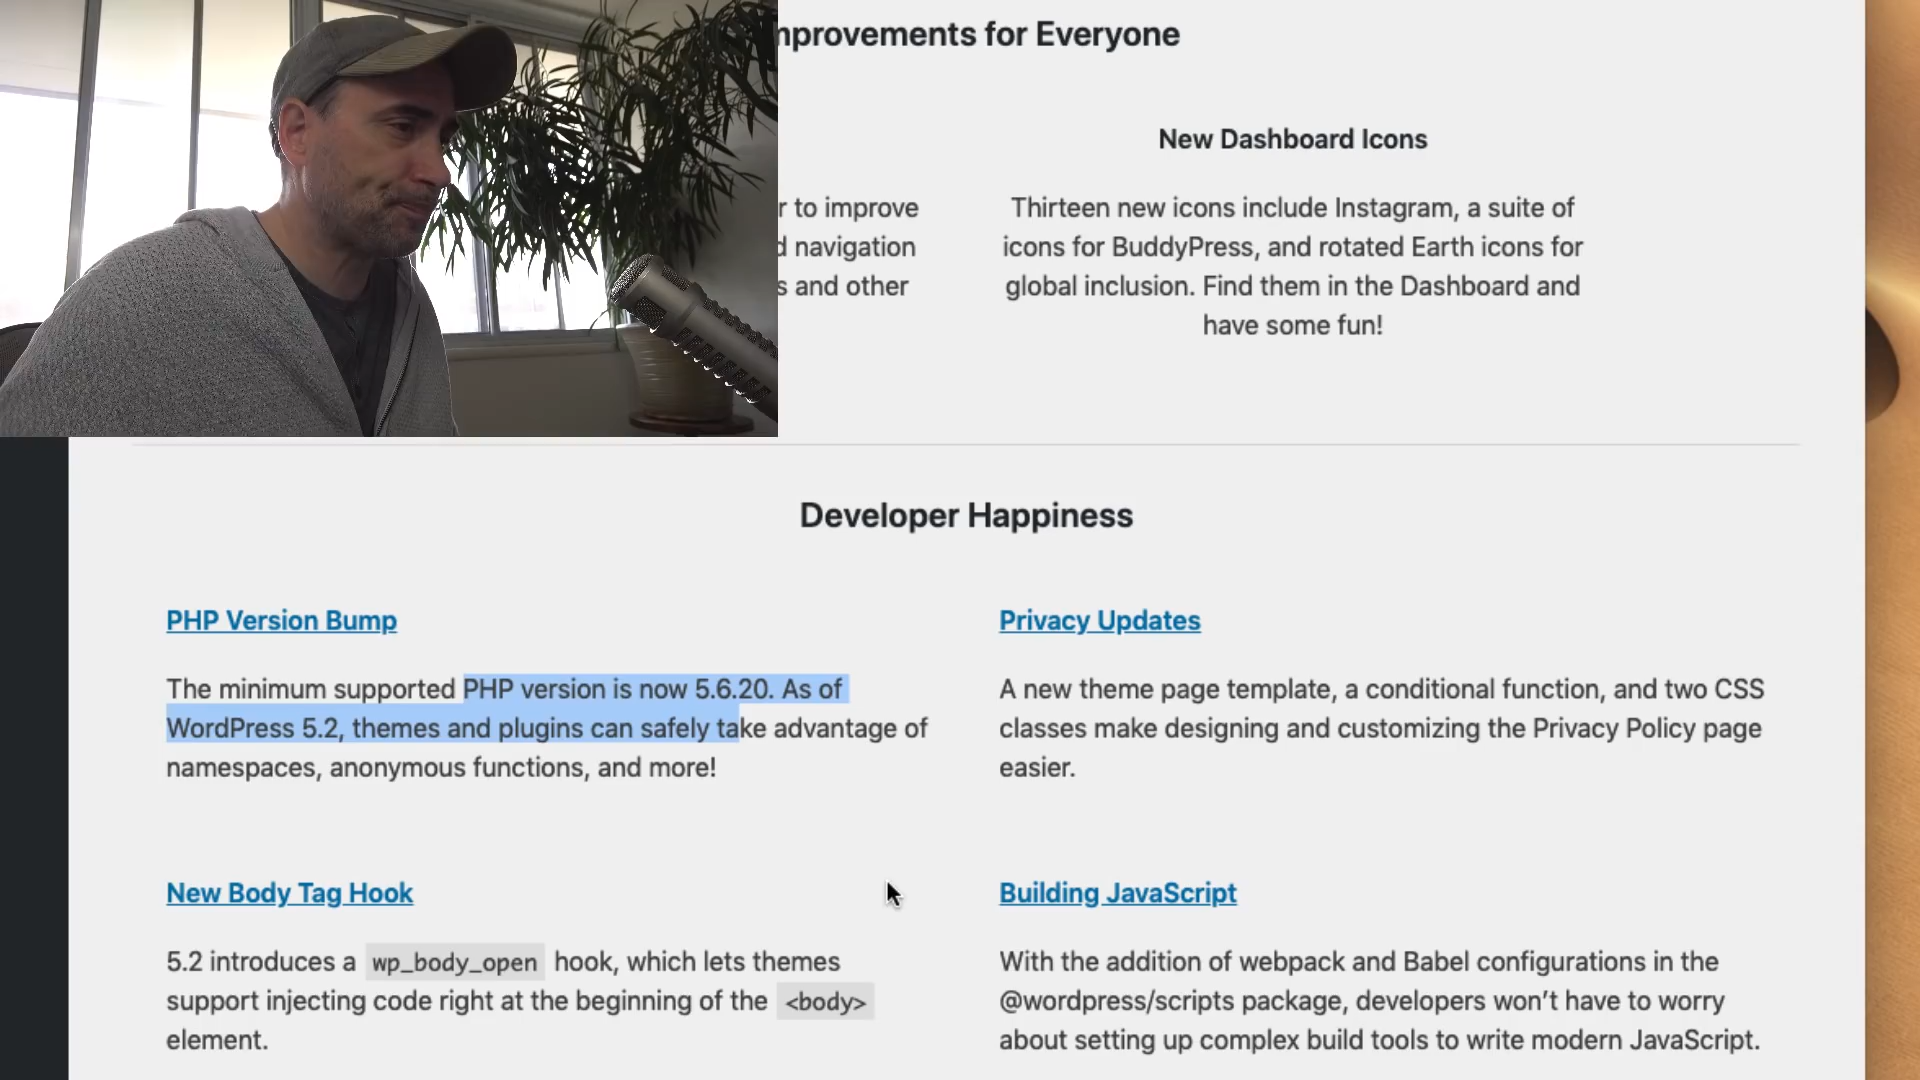 provements for Everyone
r to improve
d navigation
s and other
New Dashboard Icons
Thirteen new icons include Instagram, a suite of
icons for BuddyPress, and rotated Earth icons for
global inclusion. Find them in the Dashboard and
have some fun!
Developer Happiness
PHP Version Bump
The minimum supported PHP version is now 5.6.20. As of
WordPress 5.2, themes and plugins can safely take advantage of
namespaces, anonymous functions, and more!
Privacy Updates
A new theme page template, a conditional function, and two CSS
classes make designing and customizing the Privacy Policy page
easier.
New Body Tag Hook
5.2 introduces a wp_body_open hook, which lets themes
support injecting code right at the beginning of the <body>
element.
Building JavaScript
With the addition of webpack and Babel configurations in the
@wordpress/scripts package, developers won’t have to worry
about setting up complex build tools to write modern JavaScript.